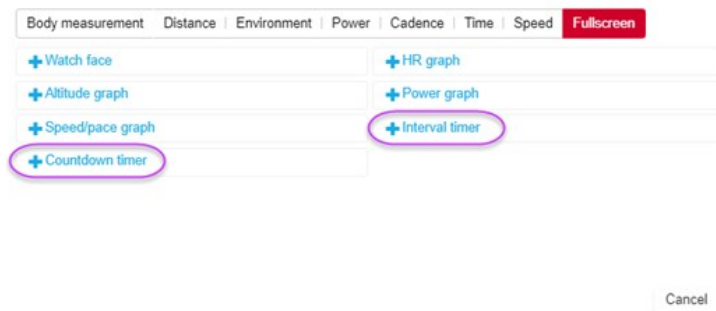 Body measurement Distance Environment Power Cadence Time Speed Fullscreen
Watch face HR graph
Altitude graph Power graph
Speed/pace graph Interval timer
Countdown timer
Cancel